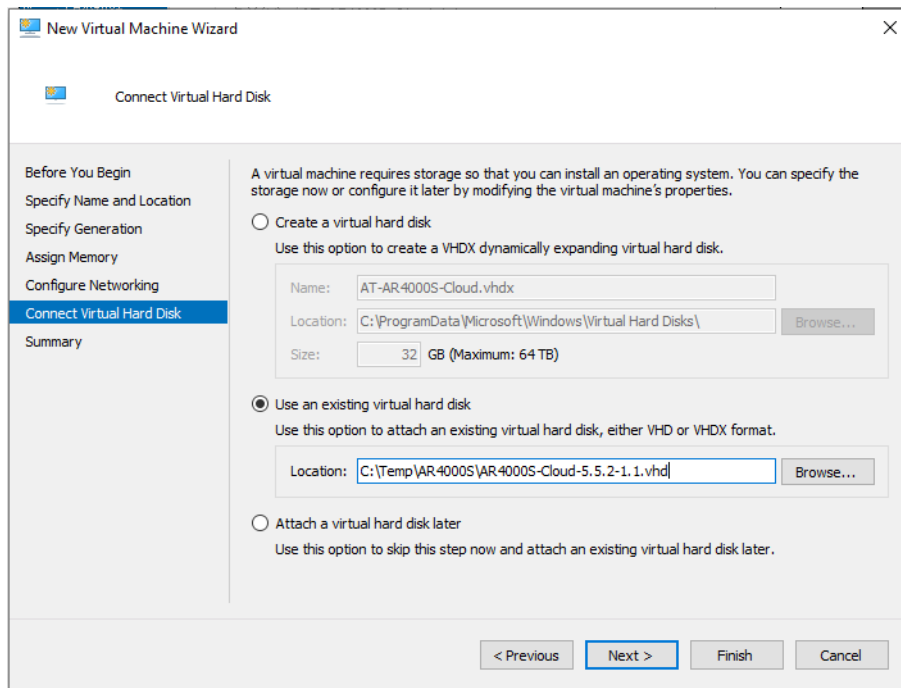 New Virtual Machine Wizard
Connect Virtual Hard Disk
Before You Begin
Specify Name and Location
Specify Generation
Assign Memory
Configure Networking
Connect Virtual Hard Disk
Summary
A virtual machine requires storage so that you can install an operating system. You can specify the
storage now or configure it later by modifying the virtual machine's properties.
Create a virtual hard disk
Use this option to create a VHDX dynamically expanding virtual hard disk.
Name: AT-AR4000S-Cloud.vhdx
Location: C:\ProgramData\Microsoft\Windows\Virtual Hard Disks\ Browse...
Size: 32 GB (Maximum: 64 TB)
Use an existing virtual hard disk
Use this option to attach an existing virtual hard disk, either VHD or VHDX format.
Location: C:\Temp\AR4000S\AR4000S-Cloud-5.5.2-1.1.vhd Browse...
Attach a virtual hard disk later
Use this option to skip this step now and attach an existing virtual hard disk later.
< Previous Next > Finish Cancel